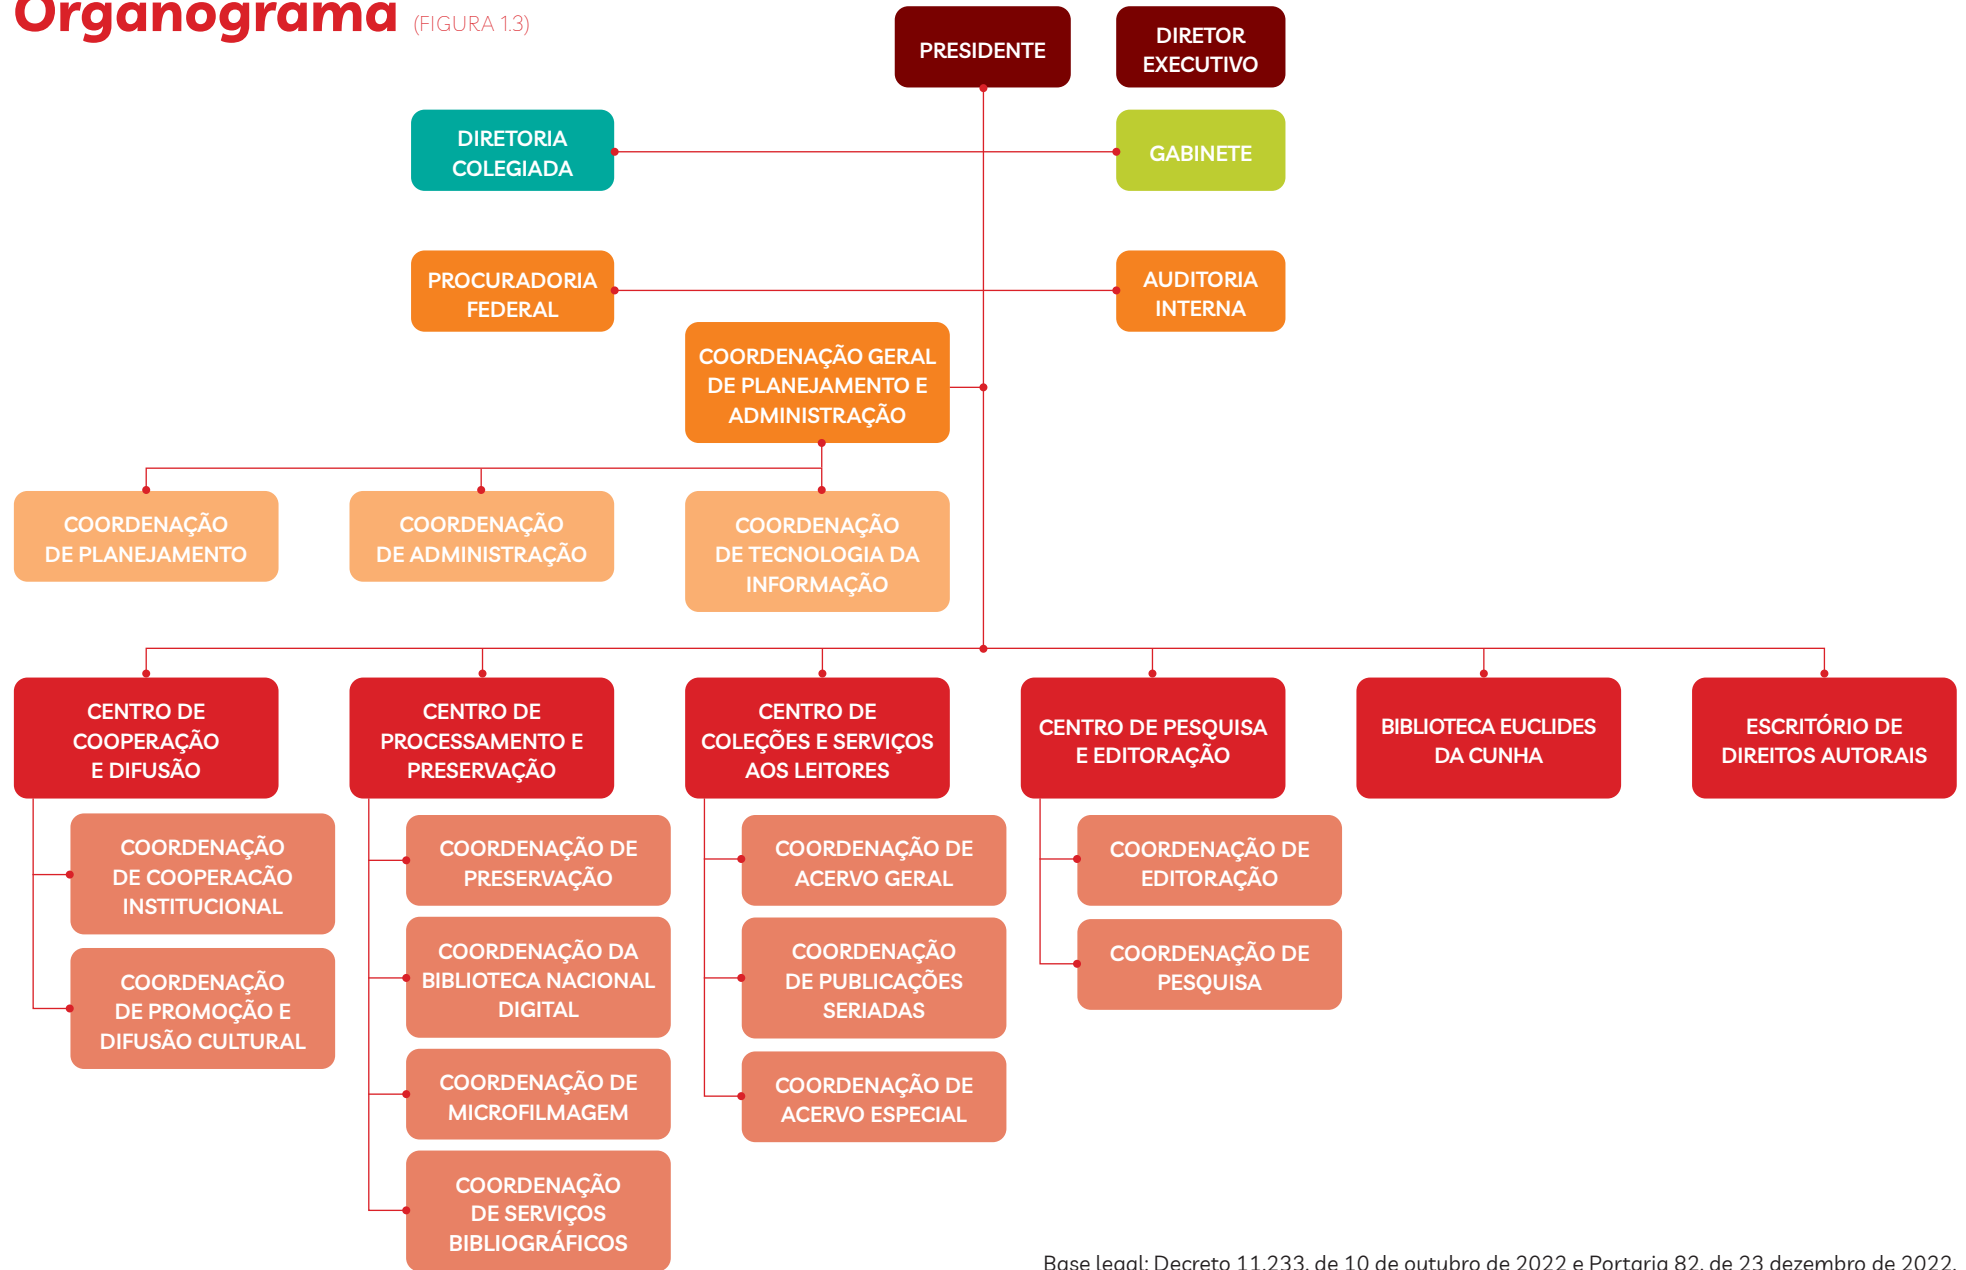 Organograma (FIGURA 1.3)
PRESIDENTE
DIRETOR
EXECUTIVO
DIRETORIA
COLEGIADA
GABINETE
PROCURADORIA
FEDERAL
AUDITORIA
INTERNA
COORDENAÇÃO GERAL
DE PLANEJAMENTO E
ADMINISTRAÇÃO
COORDENAÇÃO
DE PLANEJAMENTO
COORDENAÇÃO
DE ADMINISTRAÇÃO
COORDENAÇÃO
DE TECNOLOGIA DA
INFORMAÇÃO
CENTRO DE
COOPERAÇÃO
E DIFUSÃO
CENTRO DE
PROCESSAMENTO E
PRESERVAÇÃO
CENTRO DE
COLEÇÕES E SERVIÇOS
AOS LEITORES
CENTRO DE PESQUISA
E EDITORAÇÃO
BIBLIOTECA EUCLIDES
DA CUNHA
ESCRITÓRIO DE
DIREITOS AUTORAIS
COORDENAÇÃO
DE COOPERACÃO
INSTITUCIONAL
COORDENAÇÃO
DE PROMOÇÃO E
DIFUSÃO CULTURAL
COORDENAÇÃO DE
PRESERVAÇÃO
COORDENAÇÃO DA
BIBLIOTECA NACIONAL
DIGITAL
COORDENAÇÃO DE
MICROFILMAGEM
COORDENAÇÃO
DE SERVIÇOS
BIBLIOGRÁFICOS
COORDENAÇÃO DE
ACERVO GERAL
COORDENAÇÃO
DE PUBLICAÇÕES
SERIADAS
COORDENAÇÃO DE
ACERVO ESPECIAL
COORDENAÇÃO DE
EDITORAÇÃO
COORDENAÇÃO DE
PESQUISA
Base legal: Decreto 11.233, de 10 de outubro de 2022 e Portaria 82, de 23 dezembro de 2022.